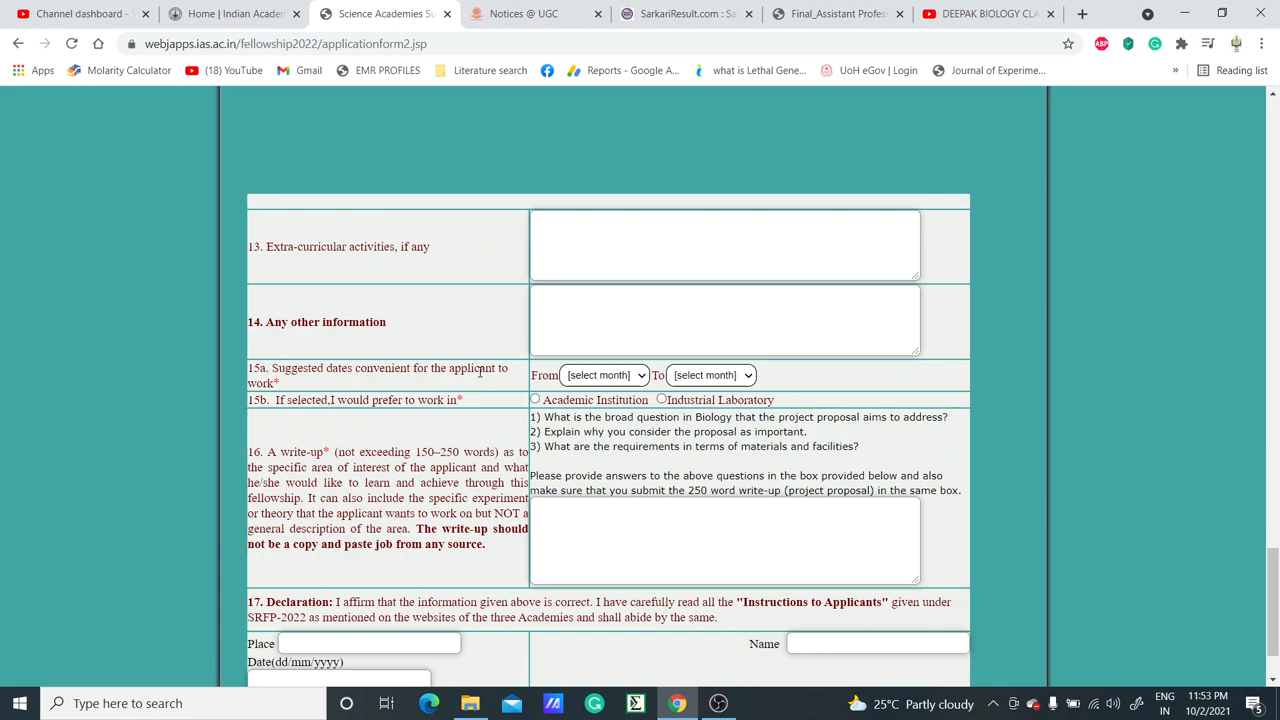 Channel dashboard -
Home | Indian Acaden
Science Academies Su
Notices @ UGC
SarkariResult.com : Sa
Final_Assistant Profess
DEEPAK BIOLOGY CLA
webjapps.ias.ac.in/fellowship2022/applicationform2.jsp
ABP
Apps
Molarity Calculator
(18) YouTube
Gmail
EMR PROFILES
Literature search
Reports - Google A...
what is Lethal Gene...
UoH eGov | Login
Journal of Experime...
»
Reading list
13. Extra-curricular activities, if any
14. Any other information
15a. Suggested dates convenient for the applicant to
work*
From [select month] To [select month]
15b. If selected,I would prefer to work in*
Academic Institution Industrial Laboratory
16. A write-up* (not exceeding 150–250 words) as to
the specific area of interest of the applicant and what
he/she would like to learn and achieve through this
fellowship. It can also include the specific experiment
or theory that the applicant wants to work on but NOT a
general description of the area. The write-up should
not be a copy and paste job from any source.
1) What is the broad question in Biology that the project proposal aims to address?
2) Explain why you consider the proposal as important.
3) What are the requirements in terms of materials and facilities?
Please provide answers to the above questions in the box provided below and also
make sure that you submit the 250 word write-up (project proposal) in the same box.
17. Declaration: I affirm that the information given above is correct. I have carefully read all the "Instructions to Applicants" given under
SRFP-2022 as mentioned on the websites of the three Academies and shall abide by the same.
Place
Name
Date(dd/mm/yyyy)
Type here to search
25°C Partly cloudy
ENG
IN
11:53 PM
10/2/2021
5